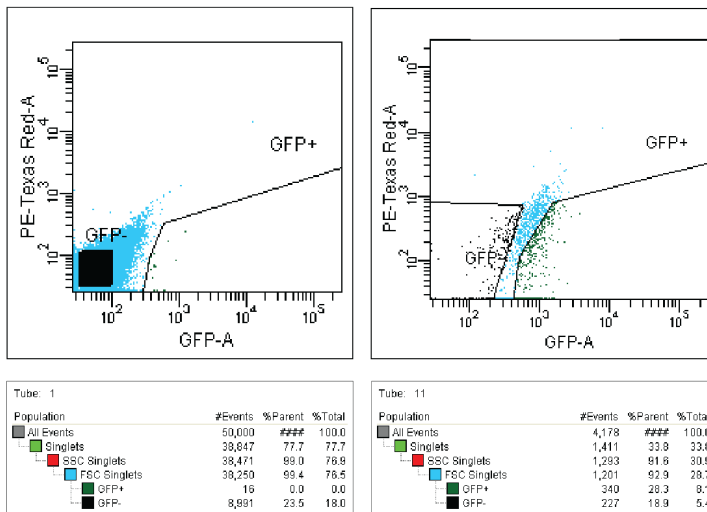 PE-Texas Red-A
10^5
10^4
10^3
10^2
GFP+
GFP-
10^2 10^3 10^4 10^5
GFP-A
PE-Texas Red-A
10^5
10^4
10^3
10^2
GFP+
GFP-
10^2 10^3 10^4 10^5
GFP-A
Tube: 1
Population #Events %Parent %Total
All Events 50,000 #### 100.0
Singlets 38,847 77.7 77.7
SSC Singlets 38,471 99.0 76.9
FSC Singlets 38,250 99.4 76.5
GFP+ 16 0.0 0.0
GFP- 8,991 23.5 18.0
Tube: 11
Population #Events %Parent %Total
All Events 4,178 #### 100.0
Singlets 1,411 33.8
SSC Singlets 1,293 91.6
FSC Singlets 1,201 92.9
GFP+ 340 28.3
GFP- 227 18.9